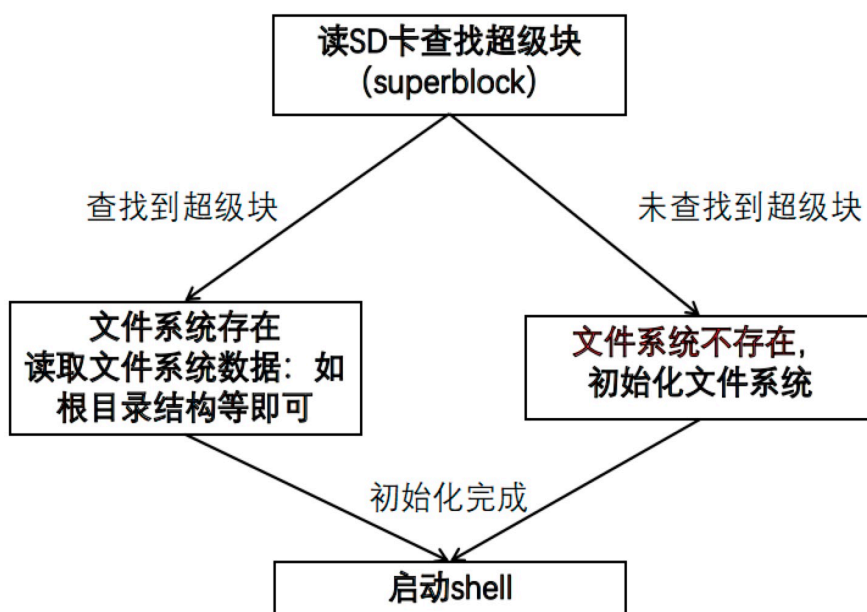 读SD卡查找超级块
（superblock）
查找到超级块
未查找到超级块
文件系统存在
读取文件系统数据：如
根目录结构等即可
文件系统不存在，
初始化文件系统
初始化完成
启动shell